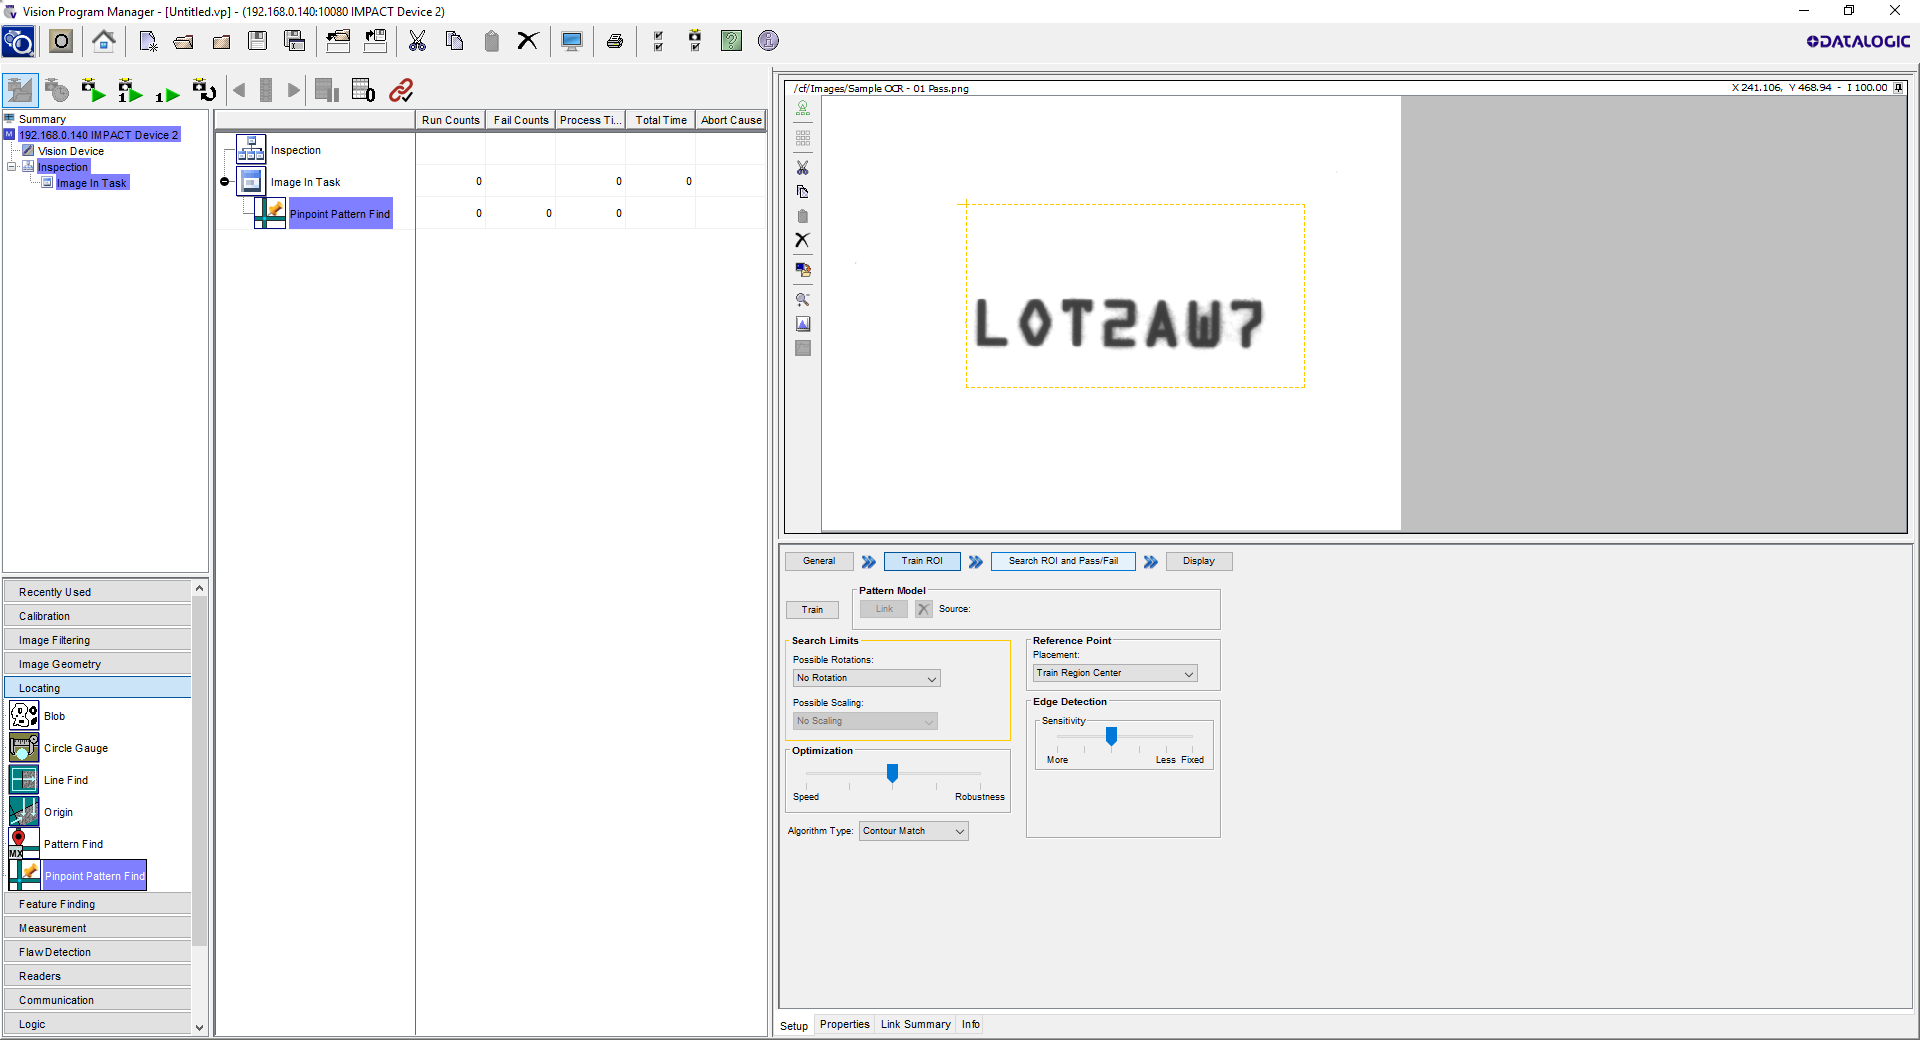 Vision Program Manager - [Untitled.vp] - (192.168.0.140:10080 IMPACT Device 2)
DATALOGIC
Summary
192.168.0.140 IMPACT Device 2
Vision Device
Inspection
Image In Task
Run Counts Fail Counts Process Ti... Total Time Abort Cause
Inspection
Image In Task 0 0 0
Pinpoint Pattern Find 0 0 0
Recently Used
Calibration
Image Filtering
Image Geometry
Locating
Blob
Circle Gauge
Line Find
Origin
Pattern Find
MX
Pinpoint Pattern Find
Feature Finding
Measurement
Flaw Detection
Readers
Communication
Logic
/cf/Images/Sample OCR - 01 Pass.png
X 241.106, Y 468.94 - I 100.00
LOT2AW7
General
Train ROI
Search ROI and Pass/Fail
Display
Train
Pattern Model
Link
Source:
Search Limits
Possible Rotations:
No Rotation
Possible Scaling:
No Scaling
Optimization
Speed
Robustness
Algorithm Type: Contour Match
Reference Point
Placement:
Train Region Center
Edge Detection
Sensitivity
More
Less Fixed
Setup
Properties
Link Summary
Info